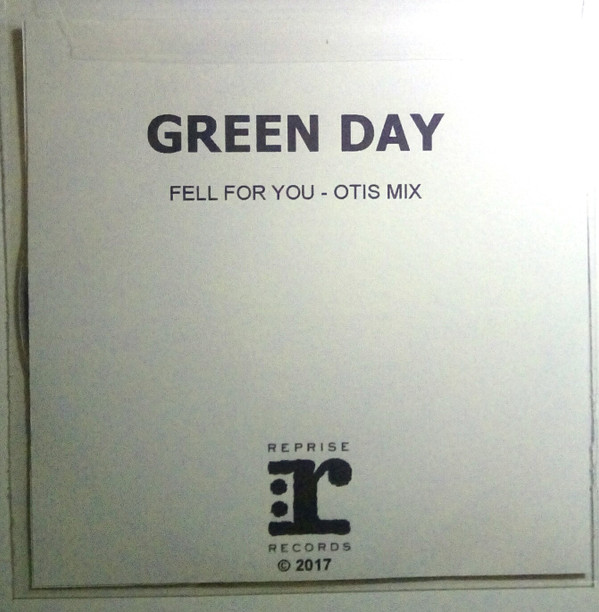 GREEN DAY
FELL FOR YOU - OTIS MIX
REPRISE
r
RECORDS
© 2017